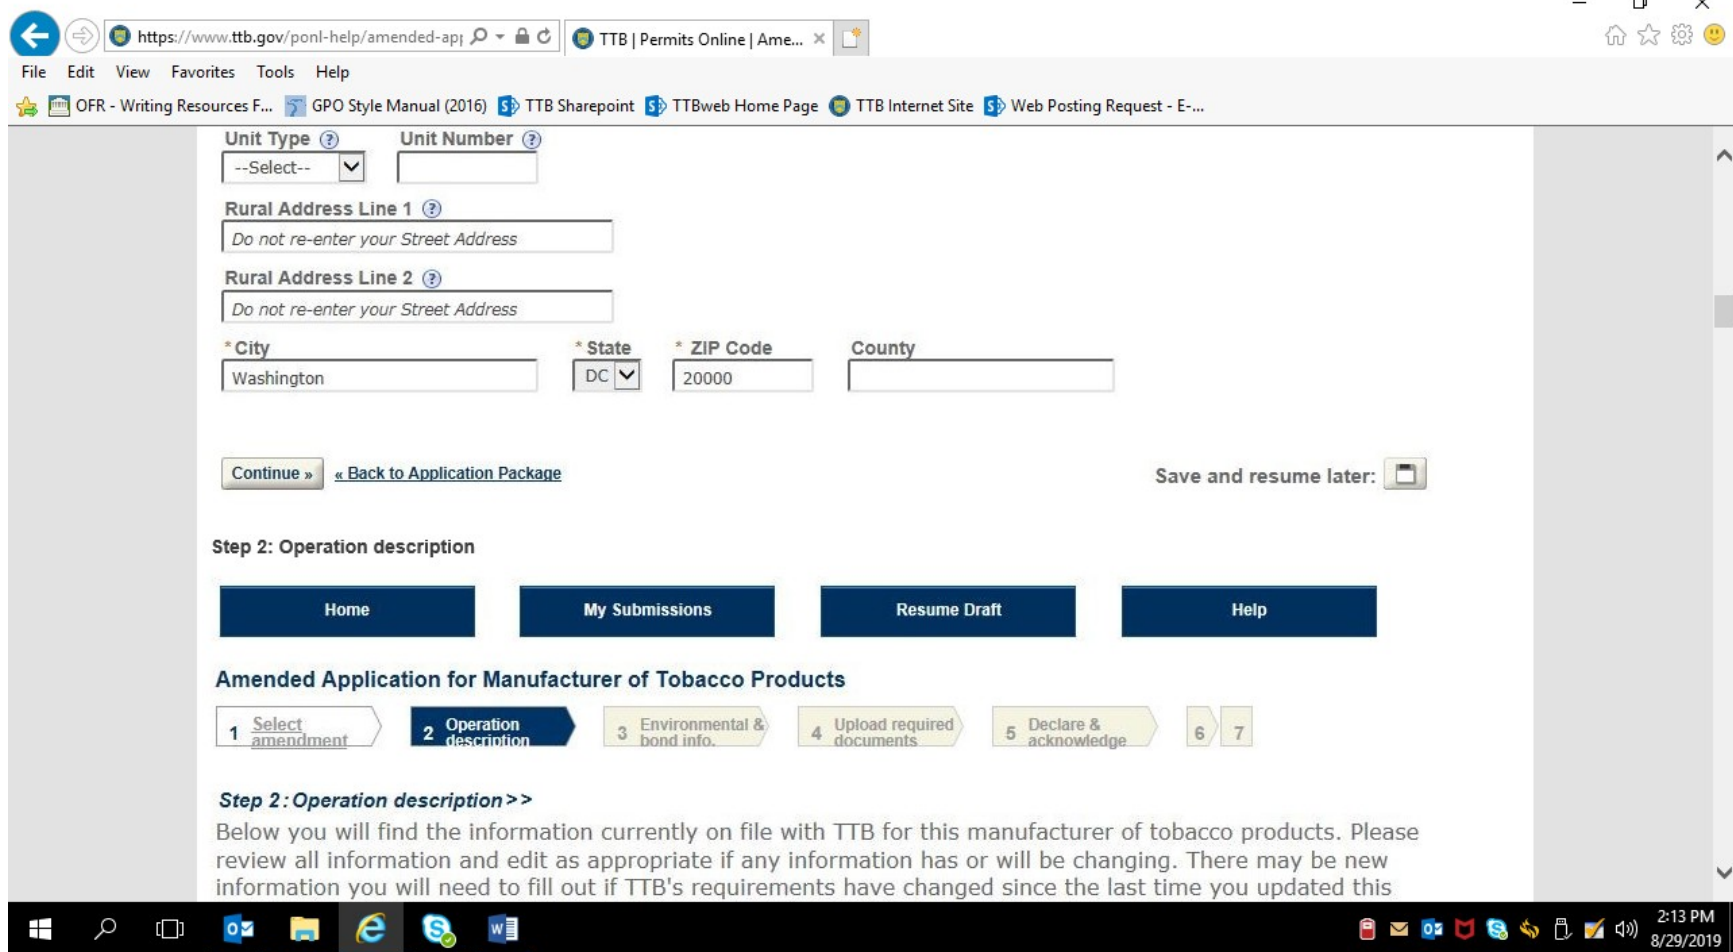 https://www.ttb.gov/ponl-help/amended-ap
TTB | Permits Online | Ame...
File Edit View Favorites Tools Help
OFR - Writing Resources F... GPO Style Manual (2016) TTB Sharepoint TTBweb Home Page TTB Internet Site Web Posting Request - E-...
Unit Type Unit Number
--Select--
Rural Address Line 1
Do not re-enter your Street Address
Rural Address Line 2
Do not re-enter your Street Address
* City * State * ZIP Code County
Washington DC 20000
Continue » « Back to Application Package Save and resume later:
Step 2: Operation description
Home My Submissions Resume Draft Help
Amended Application for Manufacturer of Tobacco Products
1 Select amendment 2 Operation description 3 Environmental & bond info. 4 Upload required documents 5 Declare & acknowledge 6 7
Step 2: Operation description>>
Below you will find the information currently on file with TTB for this manufacturer of tobacco products. Please
review all information and edit as appropriate if any information has or will be changing. There may be new
information you will need to fill out if TTB's requirements have changed since the last time you updated this
2:13 PM
8/29/2019